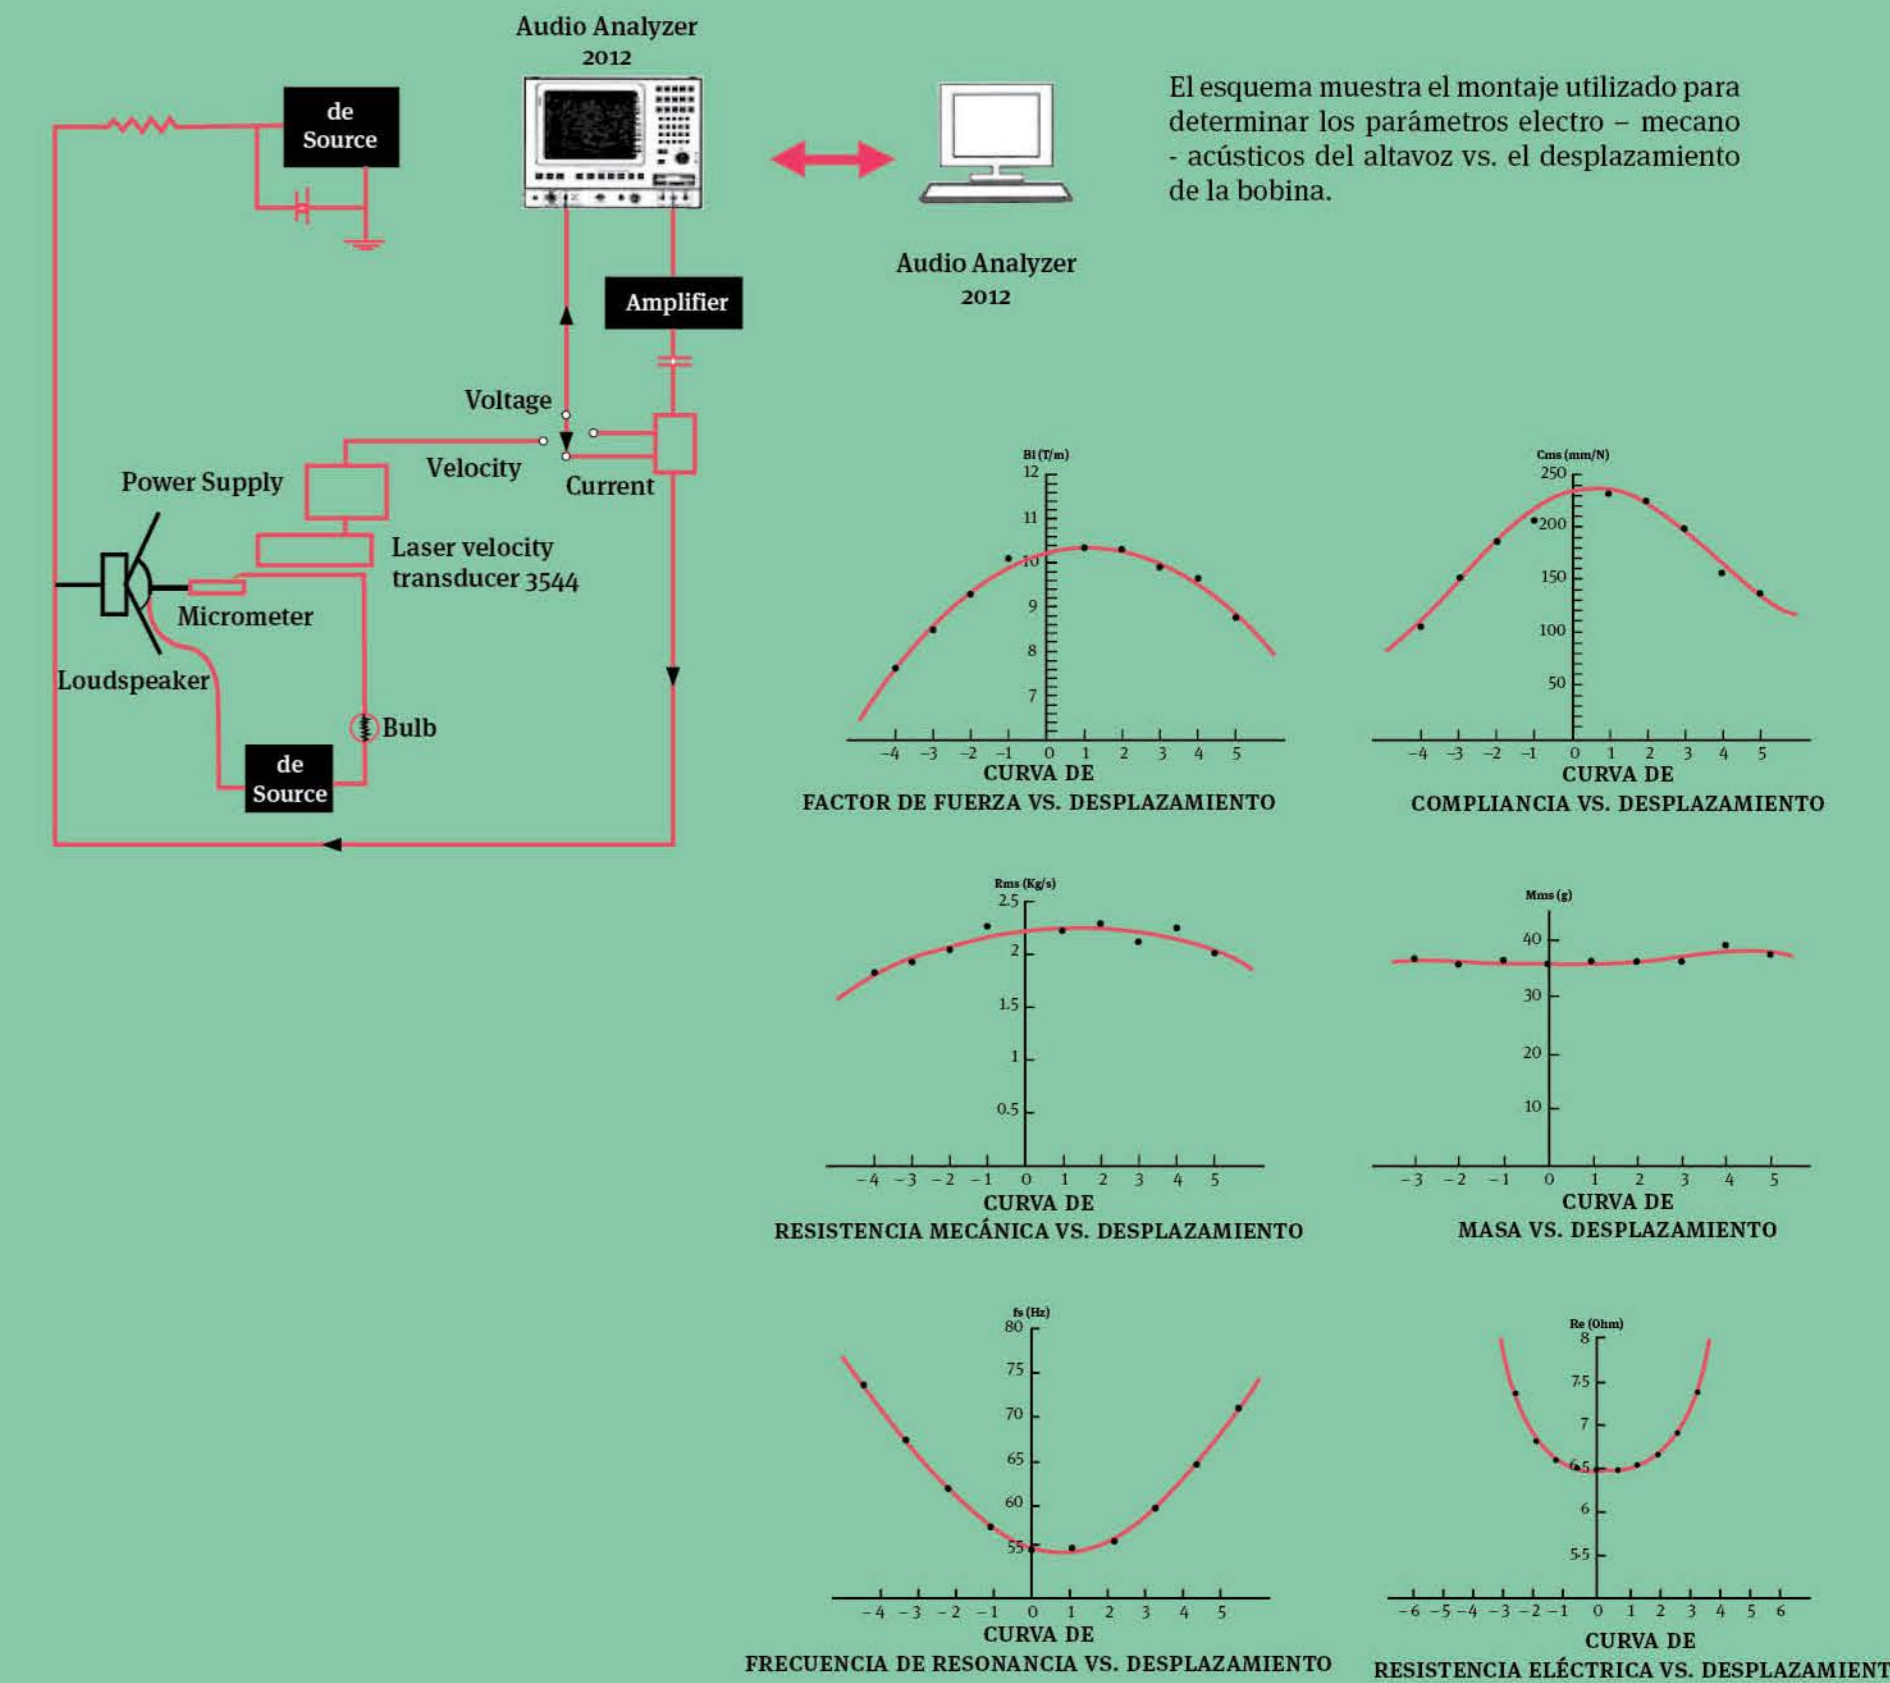 Audio Analyzer
2012
de
Source
El esquema muestra el montaje utilizado para
determinar los parámetros electro – mecano
- acústicos del altavoz vs. el desplazamiento
de la bobina.
Audio Analyzer
2012
Amplifier
Voltage
Velocity
Current
Power Supply
Laser velocity
transducer 3544
Micrometer
Loudspeaker
Bulb
de
Source
Bl (T/m)
12
11
10
9
8
7
-4 -3 -2 -1 0 1 2 3 4 5
CURVA DE
FACTOR DE FUERZA VS. DESPLAZAMIENTO
Cms (mm/N)
250
200
150
100
50
-4 -3 -2 -1 0 1 2 3 4 5
CURVA DE
COMPLIANCIA VS. DESPLAZAMIENTO
Rms (Kg/s)
2.5
2
1.5
1
0.5
-4 -3 -2 -1 0 1 2 3 4 5
CURVA DE
RESISTENCIA MECÁNICA VS. DESPLAZAMIENTO
Mms (g)
40
30
20
10
-3 -2 -1 0 1 2 3 4 5
CURVA DE
MASA VS. DESPLAZAMIENTO
fs (Hz)
80
75
70
65
60
55
-4 -3 -2 -1 0 1 2 3 4 5
CURVA DE
FRECUENCIA DE RESONANCIA VS. DESPLAZAMIENTO
Re (Ohm)
8
7.5
7
6.5
6
5.5
-6 -5 -4 -3 -2 -1 0 1 2 3 4 5 6
CURVA DE
RESISTENCIA ELÉCTRICA VS. DESPLAZAMIENT